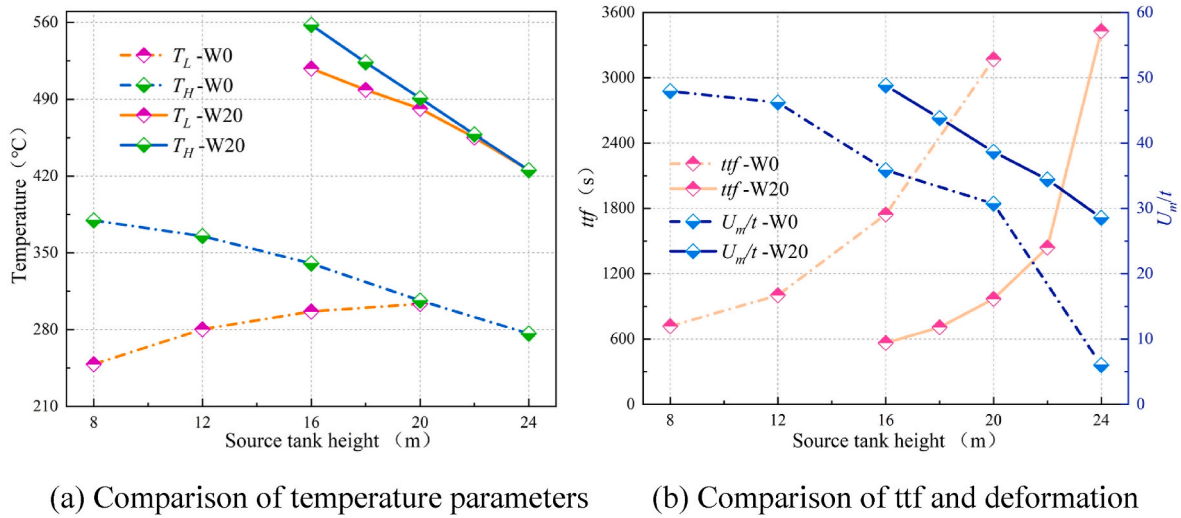 560
490
420
350
280
210
Temperature（℃）
T_L -W0
T_H -W0
T_L -W20
T_H -W20
8 12 16 20 24
Source tank height （m）
(a) Comparison of temperature parameters
3600
3000
2400
1800
1200
600
0
ttf （s）
ttf -W0
ttf -W20
U_m/t -W0
U_m/t -W20
60
50
40
30
20
10
0
U_m/t
8 12 16 20 24
Source tank height （m）
(b) Comparison of ttf and deformation